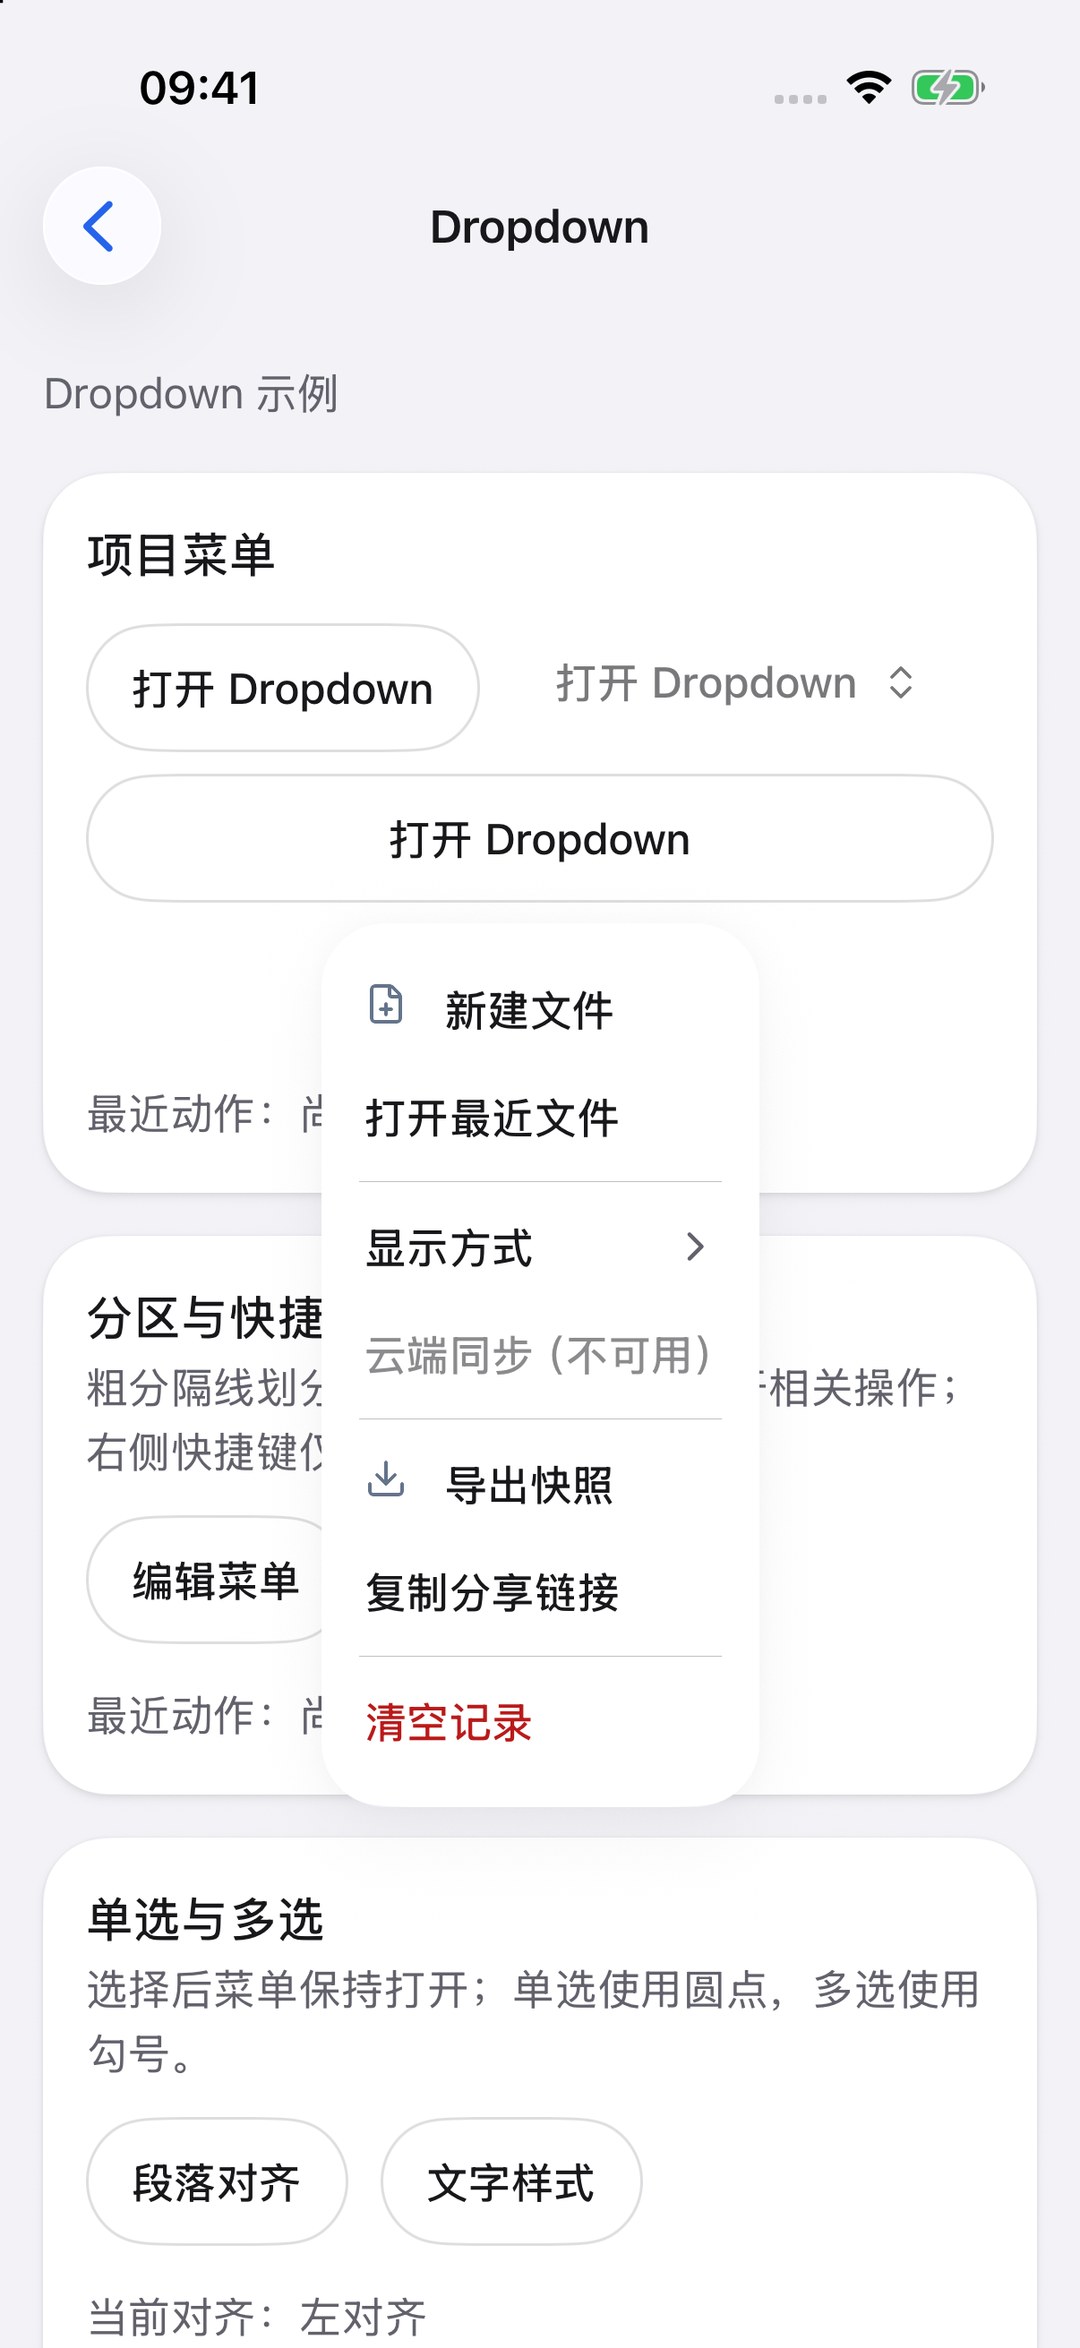 09:41
Dropdown
Dropdown 示例
项目菜单
打开 Dropdown
打开 Dropdown
打开 Dropdown
新建文件
打开最近文件
最近动作：
显示方式
云端同步（不可用）
导出快照
复制分享链接
清空记录
分区与快捷
粗分隔线划
相关操作；
右侧快捷键
编辑菜单
最近动作：
单选与多选
选择后菜单保持打开；单选使用圆点，多选使用
勾号。
段落对齐
文字样式
当前对齐：左对齐